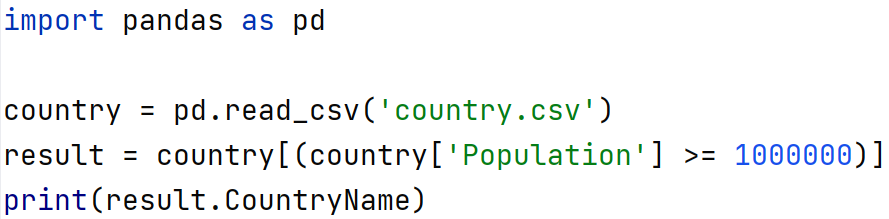 import pandas as pd
country = pd.read_csv('country.csv')
result = country[(country['Population'] >= 1000000)]
print(result.CountryName)